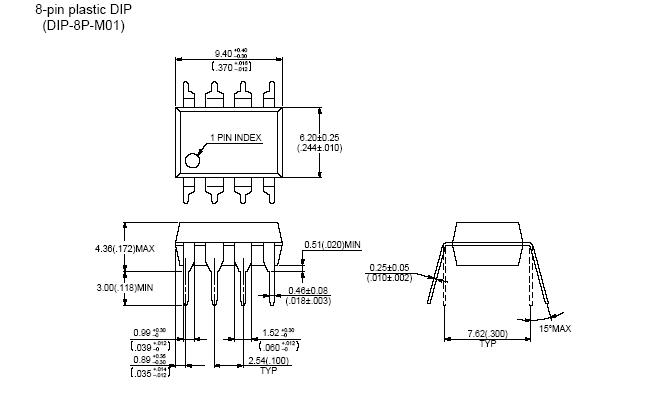 8-pin plastic DIP
(DIP-8P-M01)
9.40 +0.40 -0.30
(.370 +.016 -.012)
1 PIN INDEX
6.20±0.25
(.244±.010)
4.36(.172)MAX
0.51(.020)MIN
0.25±0.05
(.010±.002)
3.00(.118)MIN
0.46±0.08
(.018±.003)
0.99 +0.30 -0
(.039 +.012 -0)
1.52 +0.30 -0
(.060 +.012 -0)
7.62(.300)
TYP
15°MAX
0.89 +0.35 -0.30
(.035 +.014 -.012)
2.54(.100)
TYP